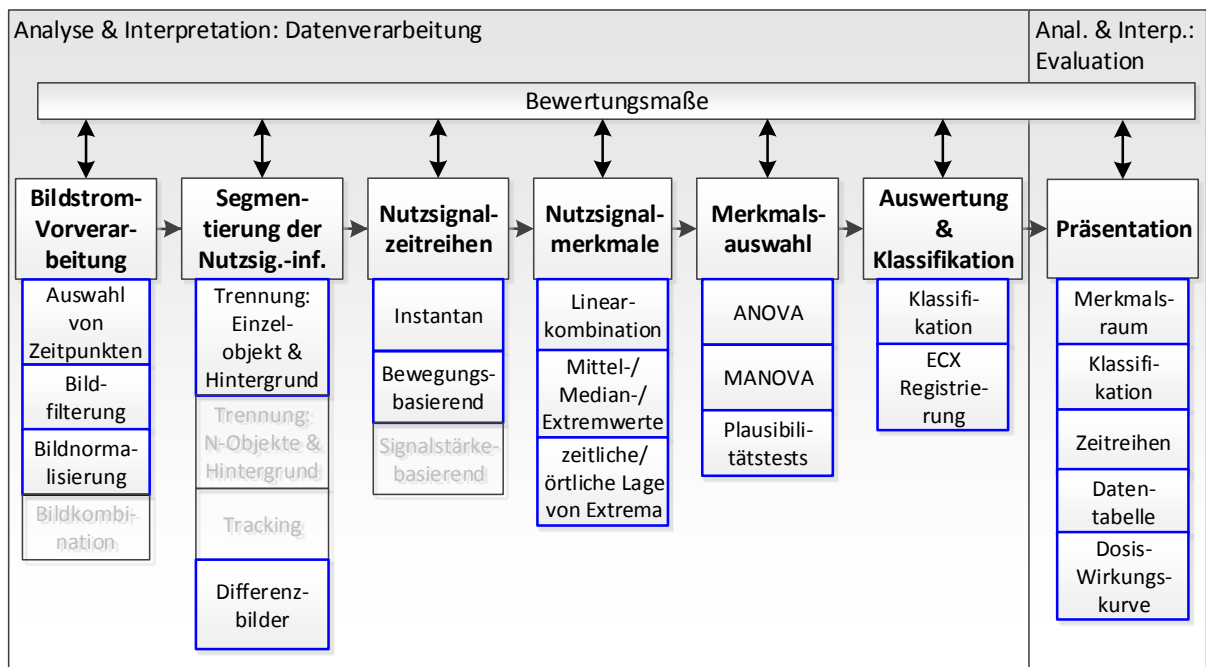 Analyse & Interpretation: Datenverarbeitung
Anal. & Interp.:
Evaluation
Bewertungsmaße
Bildstrom-
Vorverar-
beitung
Auswahl
von
Zeitpunkten
Bild-
filterung
Bildnorma-
lisierung
Bildkombi-
nation
Segmen-
tierung der
Nutzsig.-inf.
Trennung:
Einzel-
objekt &
Hintergrund
Trennung:
N-Objekte &
Hintergrund
Tracking
Differenz-
bilder
Nutzsignal-
zeitreihen
Instantan
Bewegungs-
basierend
Signalstärke-
basierend
Nutzsignal-
merkmale
Linear-
kombination
Mittel-/
Median-/
Extremwerte
zeitliche/
örtliche Lage
von Extrema
Merkmals-
auswahl
ANOVA
MANOVA
Plausibili-
tätstests
Auswertung
&
Klassifikation
Klassifi-
kation
ECX
Registrie-
rung
Präsentation
Merkmals-
raum
Klassifi-
kation
Zeitreihen
Daten-
tabelle
Dosis-
Wirkungs-
kurve